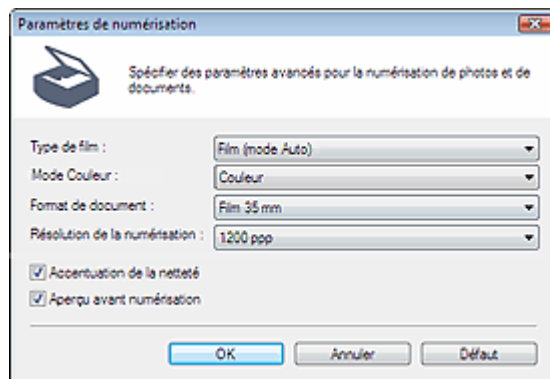 Paramètres de numérisation
Spécifier des paramètres avancés pour la numérisation de photos et de
documents.
Type de film : Film (mode Auto)
Mode Couleur : Couleur
Format de document : Film 35 mm
Résolution de la numérisation : 1200 ppp
Accentuation de la netteté
Aperçu avant numérisation
OK Annuler Défaut